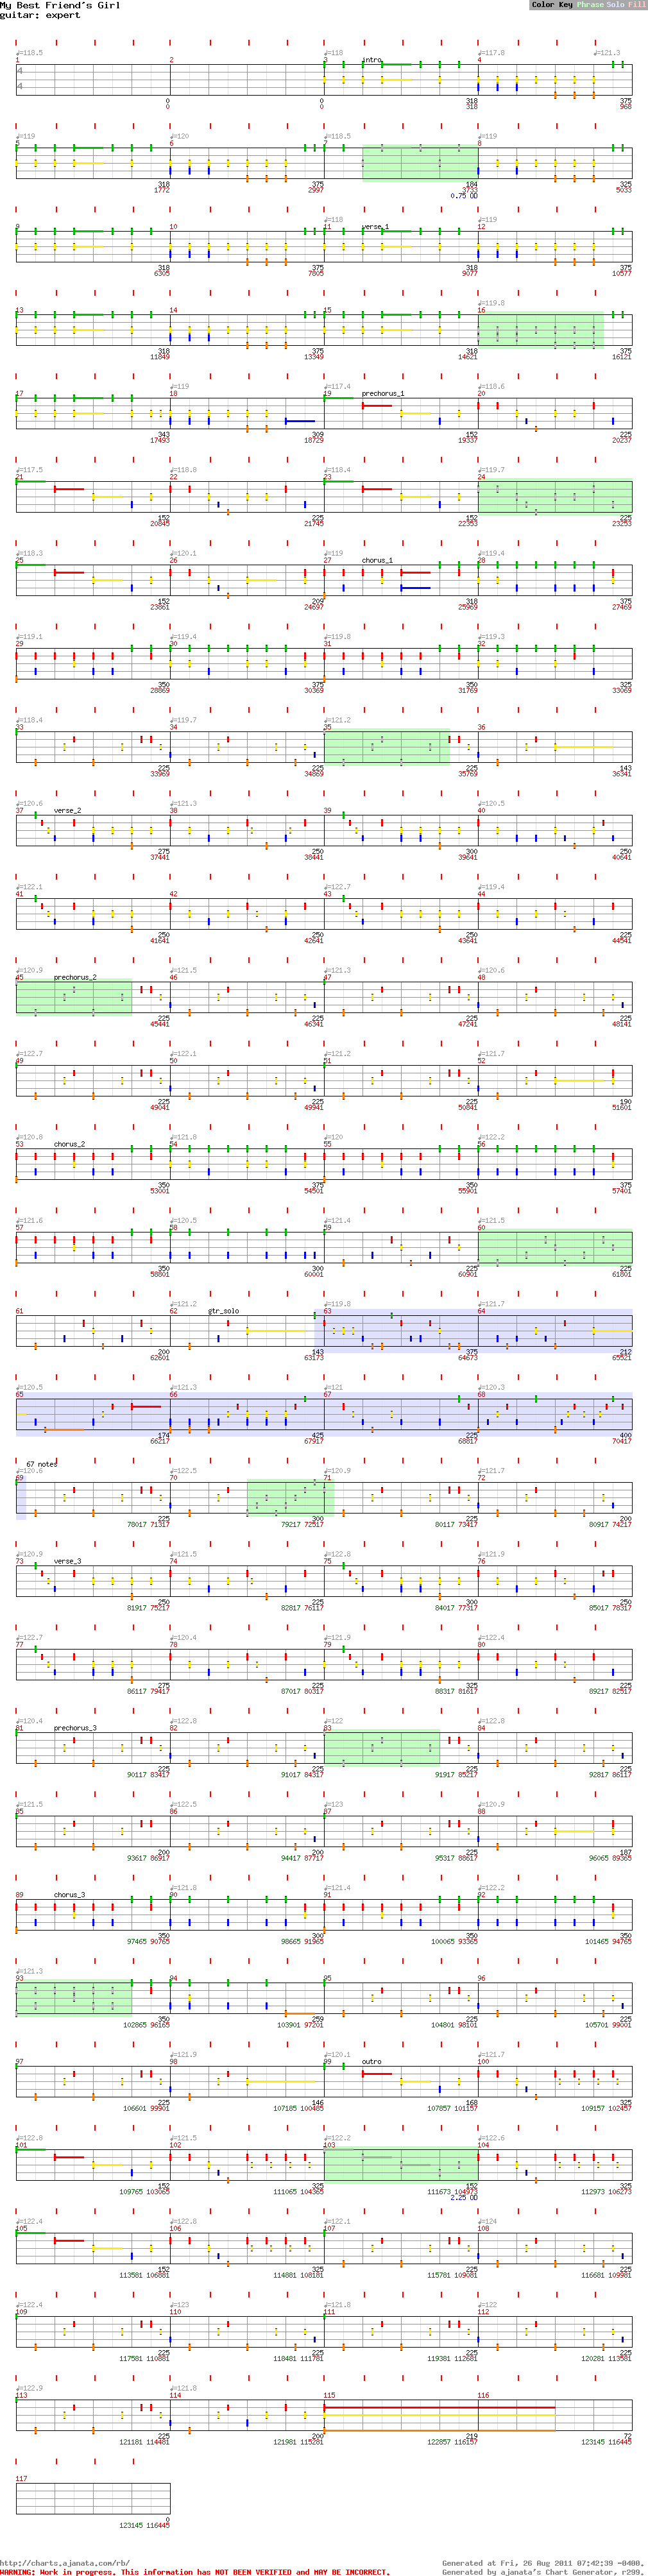 My Best Friend's Girl
guitar: expert
Color Key Phrase Solo Fill
♩=118.5 ♩=118 ♩=117.8 ♩=121.3
1 2 3 intro 4
4
4
0 0 318 375
0 0 318 968
♩=119 ♩=120 ♩=118.5 ♩=119
5 6 7 8
318 375 184 325
1772 2997 3733 5033
0.75 OD
♩=118 ♩=119
9 10 11 verse_1 12
318 375 318 375
6305 7805 9077 10577
♩=119.8
13 14 15 16
318 375 318 375
11849 13349 14621 16121
♩=119 ♩=117.4 ♩=118.6
17 18 19 prechorus_1 20
343 309 152 225
17493 18729 19337 20237
♩=117.5 ♩=118.8 ♩=118.4 ♩=119.7
21 22 23 24
152 225 152 225
20845 21745 22353 23253
♩=118.3 ♩=120.1 ♩=119 ♩=119.4
25 26 27 chorus_1 28
152 209 318 375
23861 24697 25969 27469
♩=119.1 ♩=119.4 ♩=119.8 ♩=119.3
29 30 31 32
350 375 350 325
28869 30369 31769 33069
♩=118.4 ♩=119.7 ♩=121.2
33 34 35 36
225 225 225 143
33969 34869 35769 36341
♩=120.6 ♩=121.3 ♩=120.5
37 verse_2 38 39 40
275 250 300 250
37441 38441 39641 40641
♩=122.1 ♩=122.7 ♩=119.4
41 42 43 44
250 250 250 225
41641 42641 43641 44541
♩=120.9 ♩=121.5 ♩=121.3 ♩=120.6
45 prechorus_2 46 47 48
225 225 225 225
45441 46341 47241 48141
♩=122.7 ♩=122.1 ♩=121.2 ♩=121.7
49 50 51 52
225 225 225 190
49041 49941 50841 51601
♩=120.8 ♩=121.8 ♩=120 ♩=122.2
53 chorus_2 54 55 56
350 375 350 375
53001 54501 55901 57401
♩=121.6 ♩=120.5 ♩=121.4 ♩=121.5
57 58 59 60
350 300 225 225
58801 60001 60901 61801
♩=121.2 ♩=119.8 ♩=121.7
61 62 gtr_solo 63 64
200 143 375 212
62601 63173 64673 65521
♩=120.5 ♩=121.3 ♩=121 ♩=120.3
65 66 67 68
174 425 225 400
66217 67917 68817 70417
67 notes
♩=120.6 ♩=122.5 ♩=120.9 ♩=121.7
69 70 71 72
225 300 225 200
78017 71317 79217 72517 80117 73417 80917 74217
♩=120.9 ♩=121.5 ♩=122.8 ♩=121.9
73 verse_3 74 75 76
250 225 300 250
81917 75217 82817 76117 84017 77317 85017 78317
♩=122.7 ♩=120.4 ♩=121.9 ♩=122.4
77 78 79 80
275 225 325 225
86117 79417 87017 80317 88317 81617 89217 82517
♩=120.4 ♩=122.8 ♩=122 ♩=122.8
81 prechorus_3 82 83 84
225 225 225 225
90117 83417 91017 84317 91917 85217 92817 86117
♩=121.5 ♩=122.5 ♩=123 ♩=120.9
85 86 87 88
200 200 225 187
93617 86917 94417 87717 95317 88617 96065 89365
♩=121.8 ♩=121.4 ♩=122.2
89 chorus_3 90 91 92
350 300 350 350
97465 90765 98665 91965 100065 93365 101465 94765
♩=121.3
93 94 95 96
350 259 225 225
102865 96165 103901 97201 104801 98101 105701 99001
♩=121.9 ♩=120.1 ♩=121.7
97 98 99 outro 100
225 146 168 325
106601 99901 107185 100485 107857 101157 109157 102457
♩=122.8 ♩=121.5 ♩=122.2 ♩=122.6
101 102 103 104
152 325 152 325
109765 103065 111065 104365 111673 104973 112973 106273
2.25 OD
♩=122.4 ♩=122.8 ♩=122.1 ♩=124
105 106 107 108
152 325 225 225
113581 106881 114881 108181 115781 109081 116681 109981
♩=122.4 ♩=123 ♩=121.8 ♩=122
109 110 111 112
225 225 225 225
117581 110881 118481 111781 119381 112681 120281 113581
♩=122.9 ♩=121.8
113 114 115 116
225 200 219 72
121181 114481 121981 115281 122857 116157 123145 116445
117
0
123145 116445
http://charts.ajanata.com/rb/ Generated at Fri, 26 Aug 2011 07:42:39 -0400.
WARNING: Work in progress. This information has NOT BEEN VERIFIED and MAY BE INCORRECT. Generated by ajanata's Chart Generator, r299.